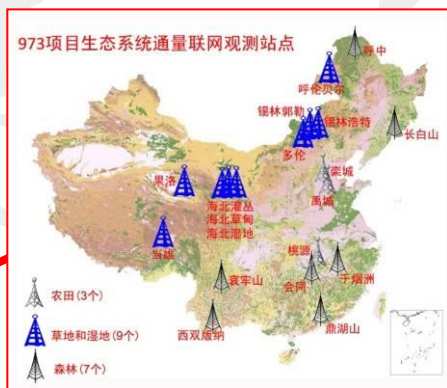 973项目生态系统通量联网观测站点
呼中
呼伦贝尔
锡林郭勒
锡林浩特
长白山
多伦
栾城
果洛
禹城
海北灌丛
海北草甸
海北湿地
当雄
桃源
千烟洲
哀牢山
会同
农田(3个)
草地和湿地(9个)
西双版纳
鼎湖山
森林(7个)